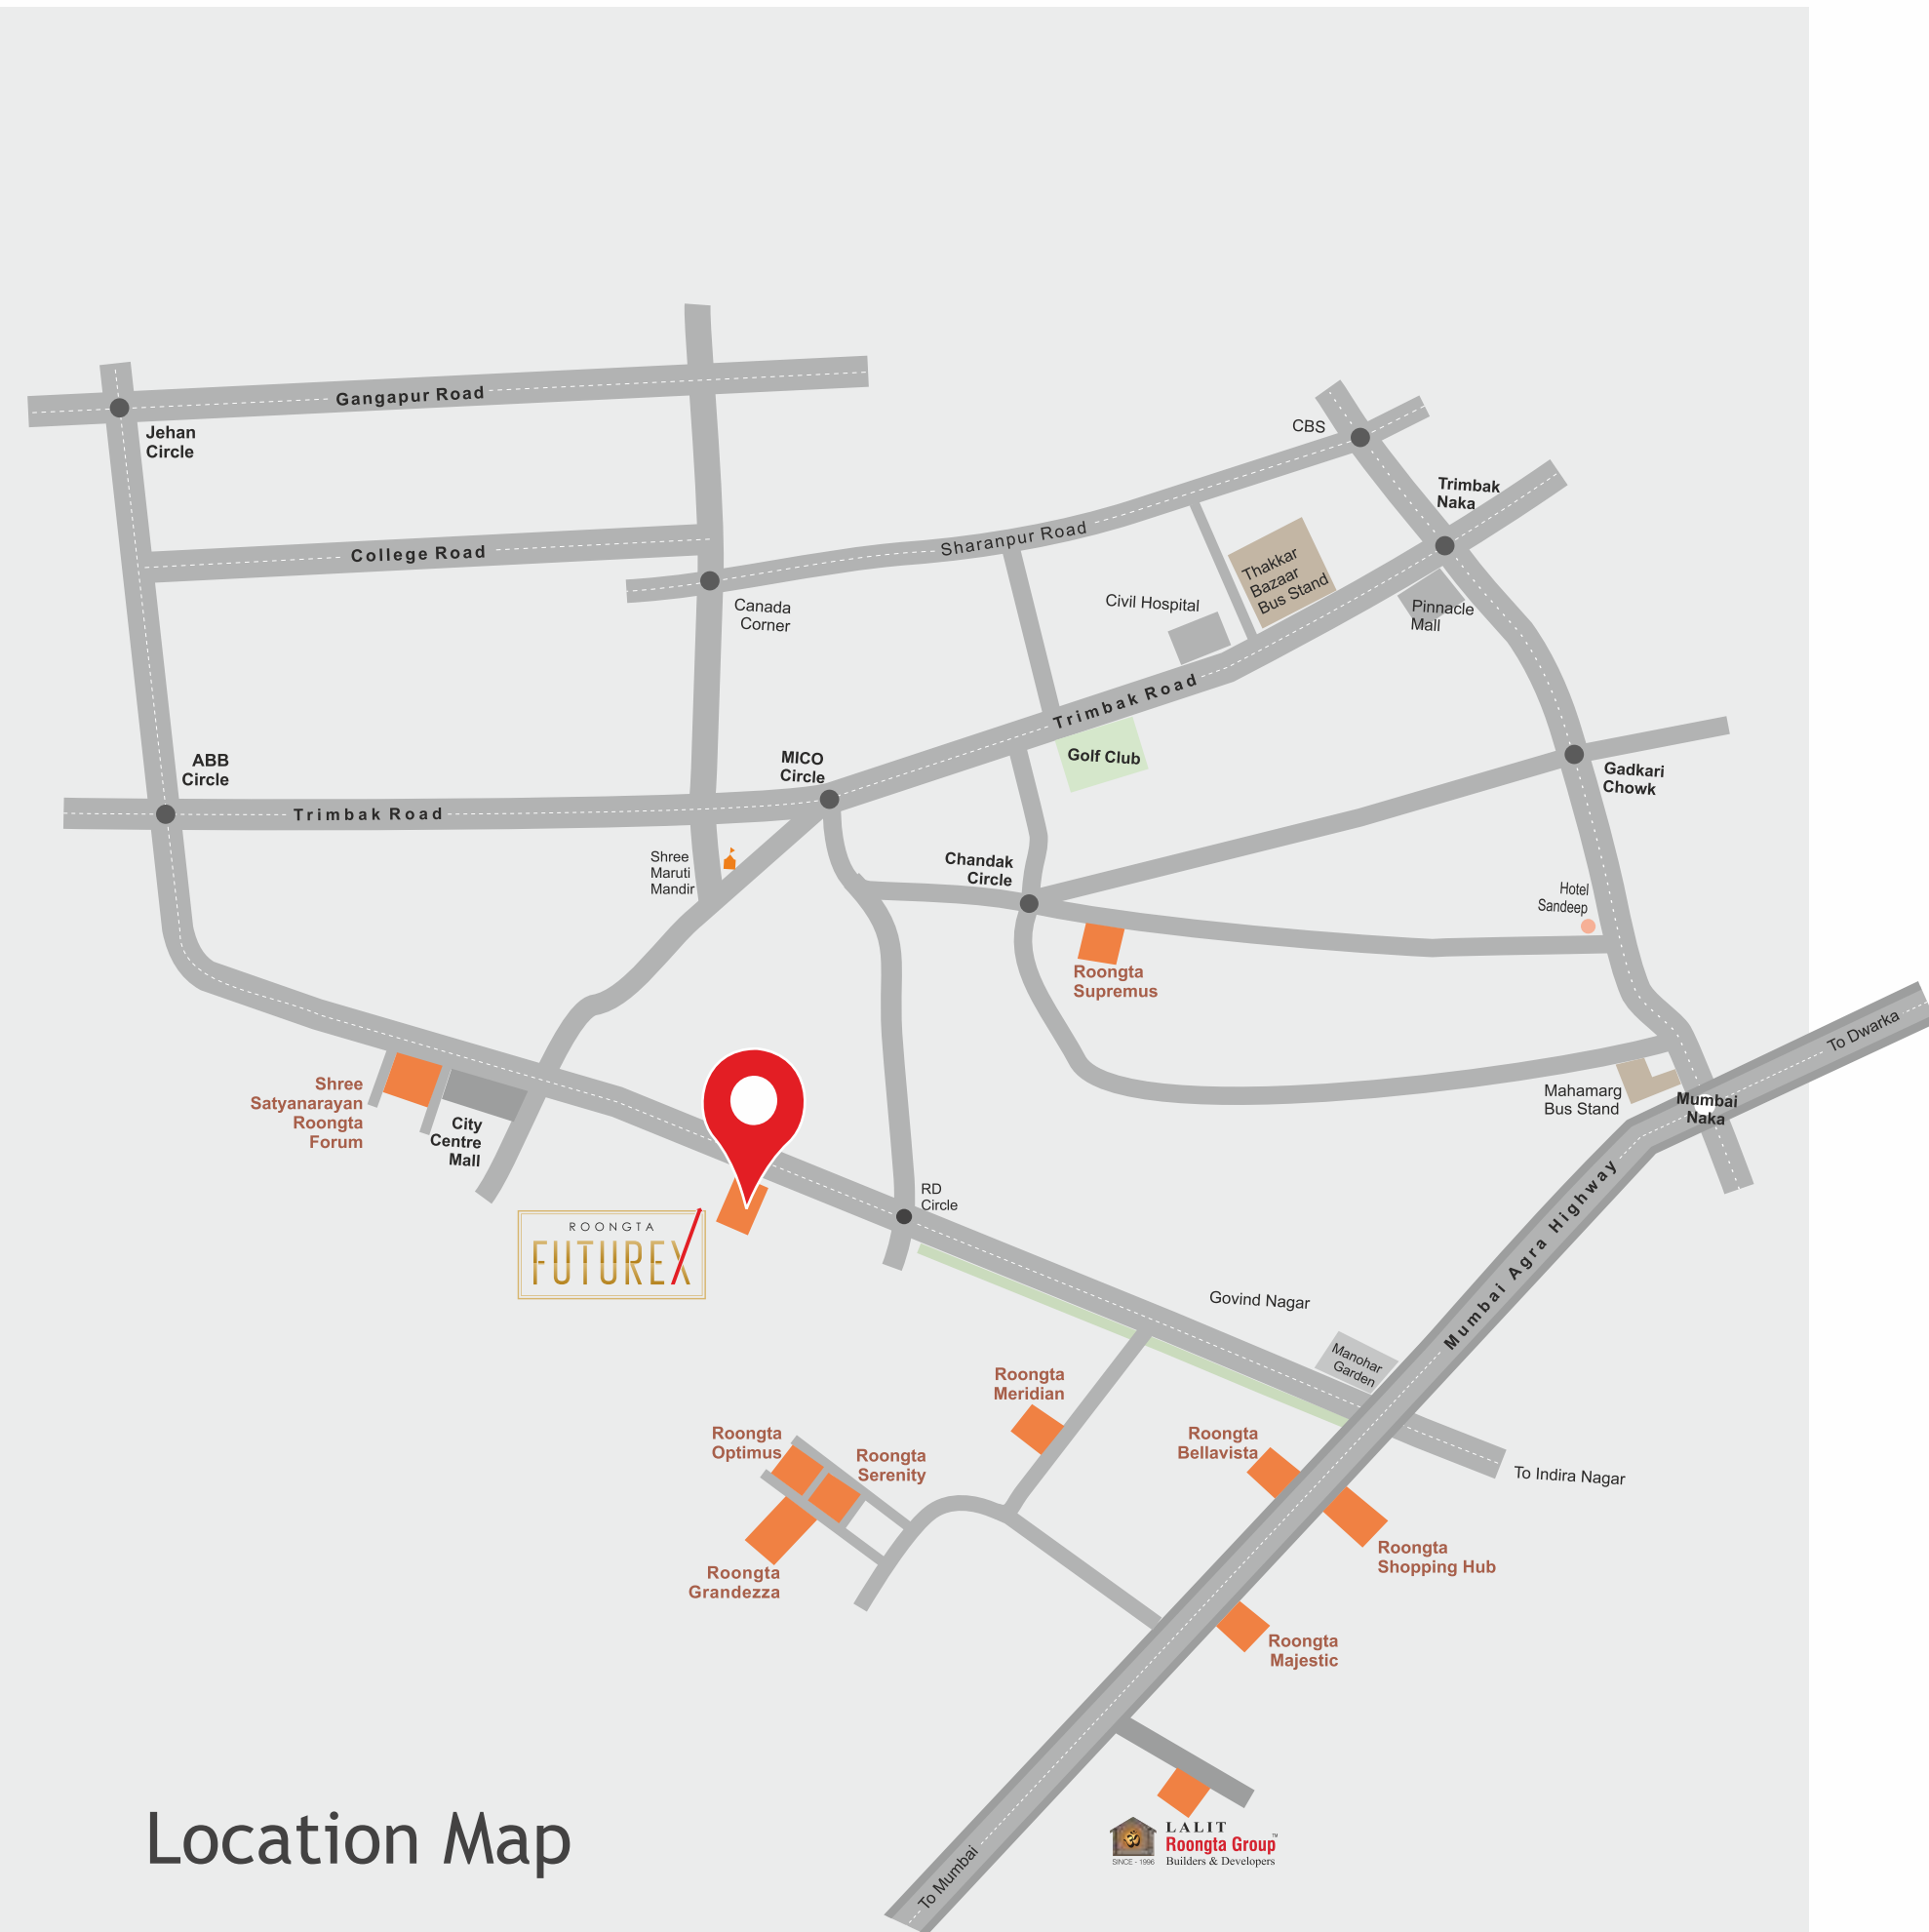 Gangapur Road
Jehan
Circle
CBS
Trimbak
Naka
College Road
Sharanpur Road
Thakkar
Bazaar
Bus Stand
Canada
Corner
Civil Hospital
Pinnacle
Mall
Trimbak Road
Golf Club
ABB
Circle
MICO
Circle
Gadkari
Chowk
Trimbak Road
Shree
Maruti
Mandir
Chandak
Circle
Hotel
Sandeep
Roongta
Supremus
To Dwarka
Shree
Satyanarayan
Roongta
Forum
City
Centre
Mall
Mahamarg
Bus Stand
Mumbai
Naka
RD
Circle
ROONGTA
FUTUREX
Mumbai Agra Highway
Govind Nagar
Manohar
Garden
Roongta
Meridian
Roongta
Optimus
Roongta
Serenity
Roongta
Bellavista
To Indira Nagar
Roongta
Shopping Hub
Roongta
Grandezza
Roongta
Majestic
To Mumbai
LALIT
Roongta Group™
Builders & Developers
SINCE - 1996
ॐ
Location Map